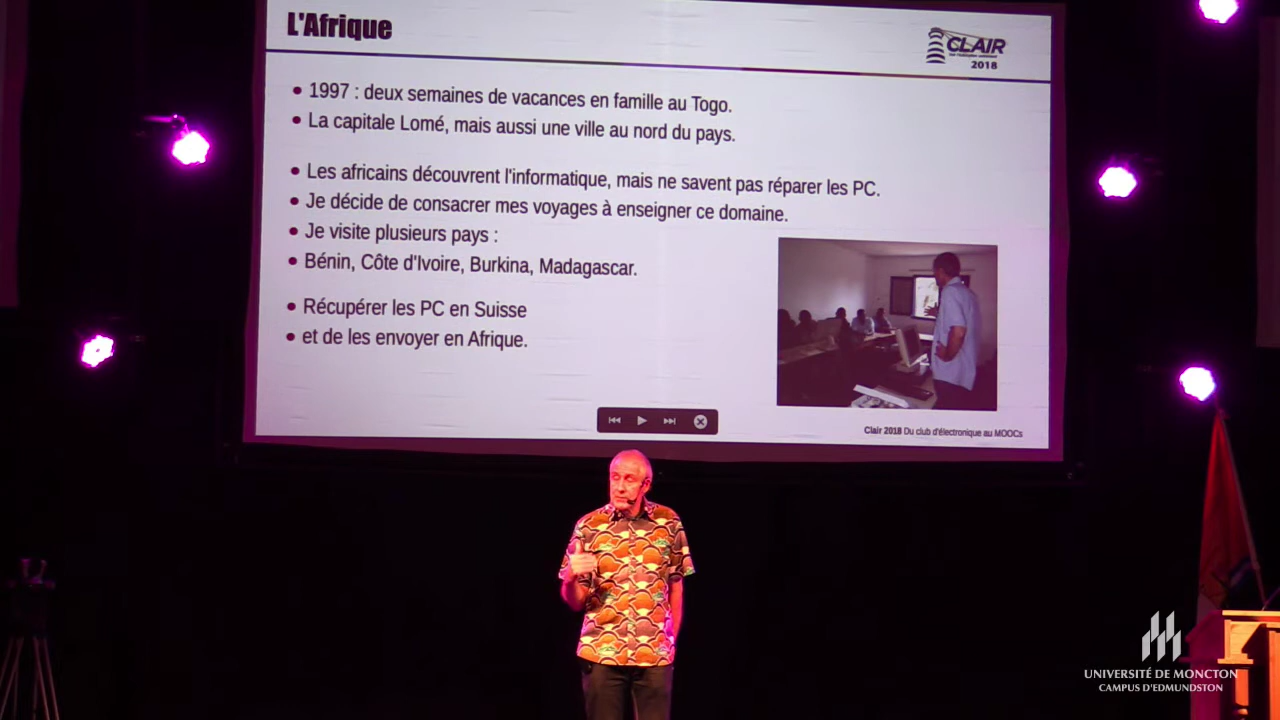 L'Afrique
CLAIR
2018
• 1997 : deux semaines de vacances en famille au Togo.
• La capitale Lomé, mais aussi une ville au nord du pays.
• Les africains découvrent l'informatique, mais ne savent pas réparer les PC.
• Je décide de consacrer mes voyages à enseigner ce domaine.
• Je visite plusieurs pays :
• Bénin, Côte d'Ivoire, Burkina, Madagascar.
• Récupérer les PC en Suisse
• et de les envoyer en Afrique.
Clair 2018 Du club d'électronique au MOOCs
UNIVERSITÉ DE MONCTON
CAMPUS D'EDMUNDSTON